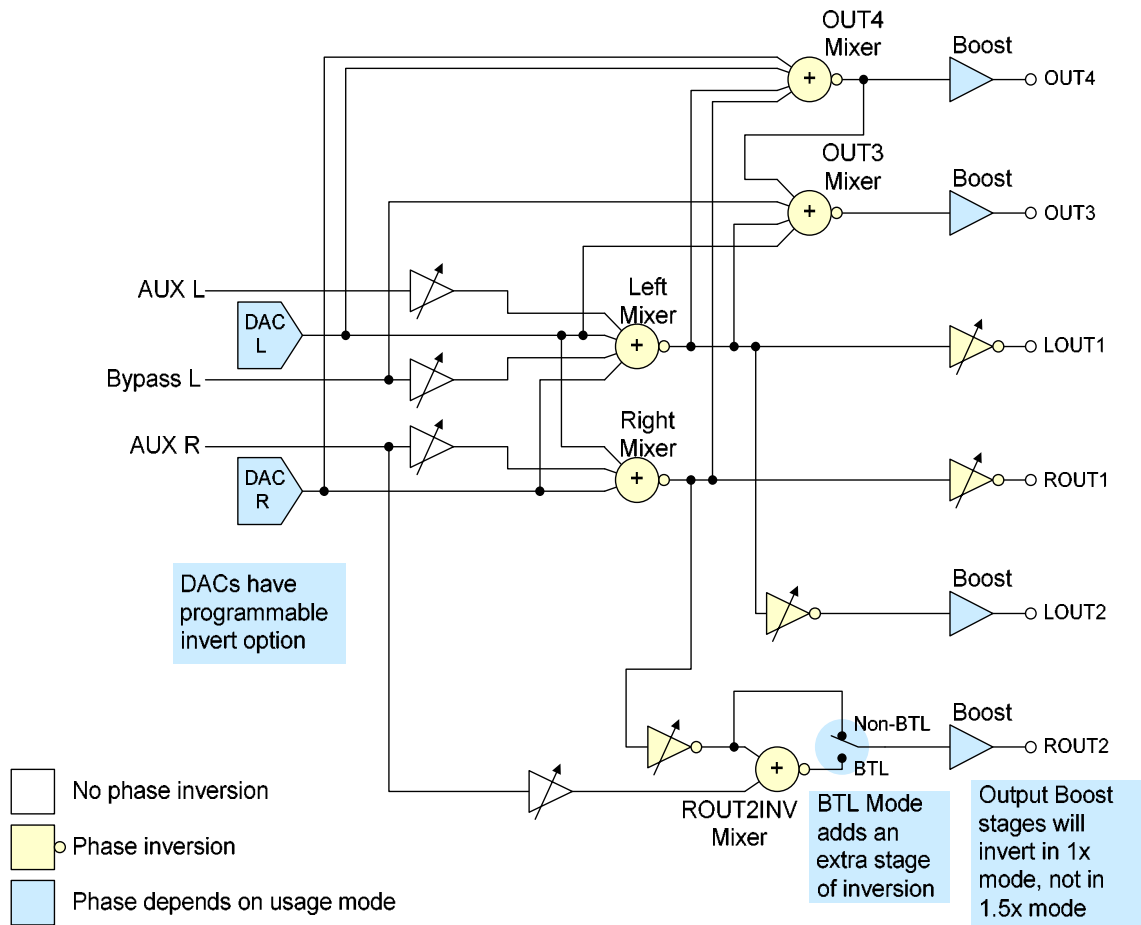 OUT4
Mixer
Boost
+
OUT4
OUT3
Mixer
Boost
+
OUT3
AUX L
Left
Mixer
DAC
L
+
LOUT1
Bypass L
AUX R
Right
Mixer
DAC
R
+
ROUT1
DACs have
programmable
invert option
Boost
LOUT2
Non-BTL
Boost
+
ROUT2
BTL
ROUT2INV
Mixer
BTL Mode
adds an
extra stage
of inversion
Output Boost
stages will
invert in 1x
mode, not in
1.5x mode
No phase inversion
Phase inversion
Phase depends on usage mode